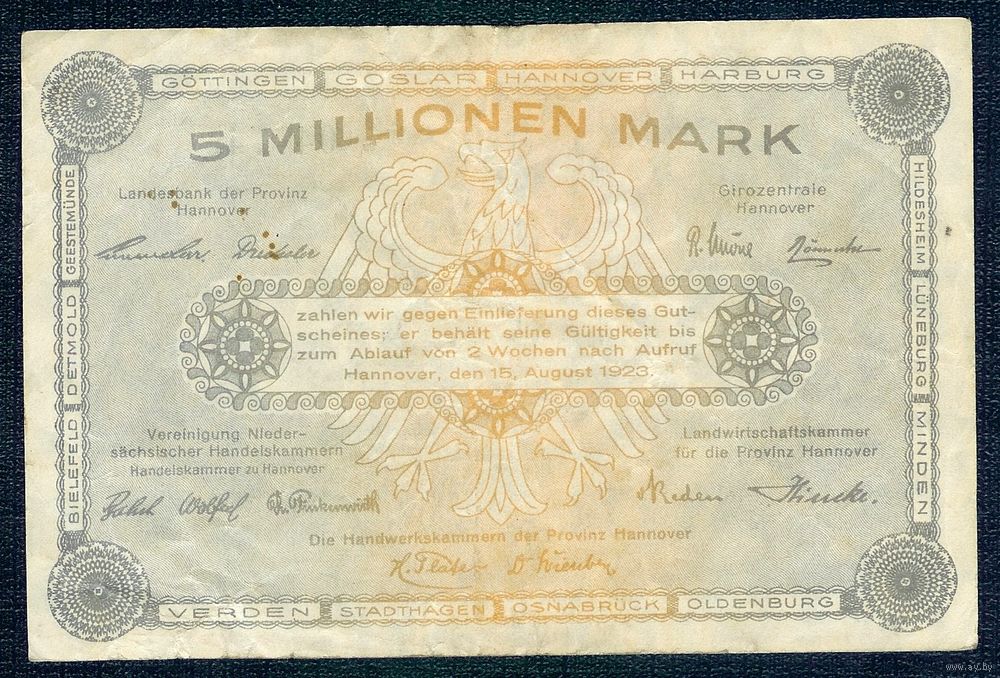 GÖTTINGEN GOSLAR HANNOVER HARBURG
5 MILLIONEN MARK
Landesbank der Provinz
Hannover
Girozentrale
Hannover
zahlen wir gegen Einlieferung dieses Gut-
scheines; er behält seine Gültigkeit bis
zum Ablauf von 2 Wochen nach Aufruf
Hannover, den 15. August 1923.
Vereinigung Nieder-
sächsischer Handelskammern
Handelskammer zu Hannover
Landwirtschaftskammer
für die Provinz Hannover
Die Handwerkskammern der Provinz Hannover
BIELEFELD DETMOLD GEESTEMÜNDE
HILDESHEIM LÜNEBURG MINDEN
VERDEN STADTHAGEN OSNABRÜCK OLDENBURG
www.ay.by